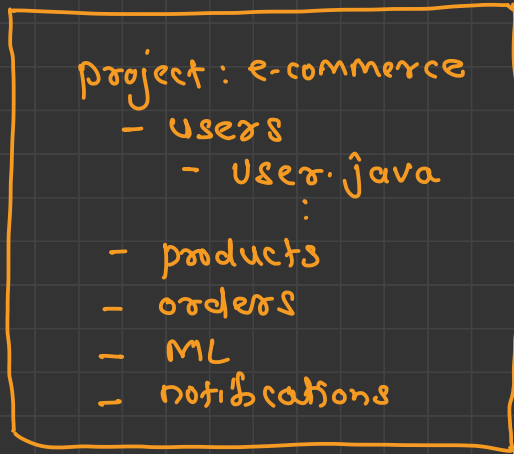 project : e-commerce
- users
- user.java
:
- products
- orders
- ML
- notifications